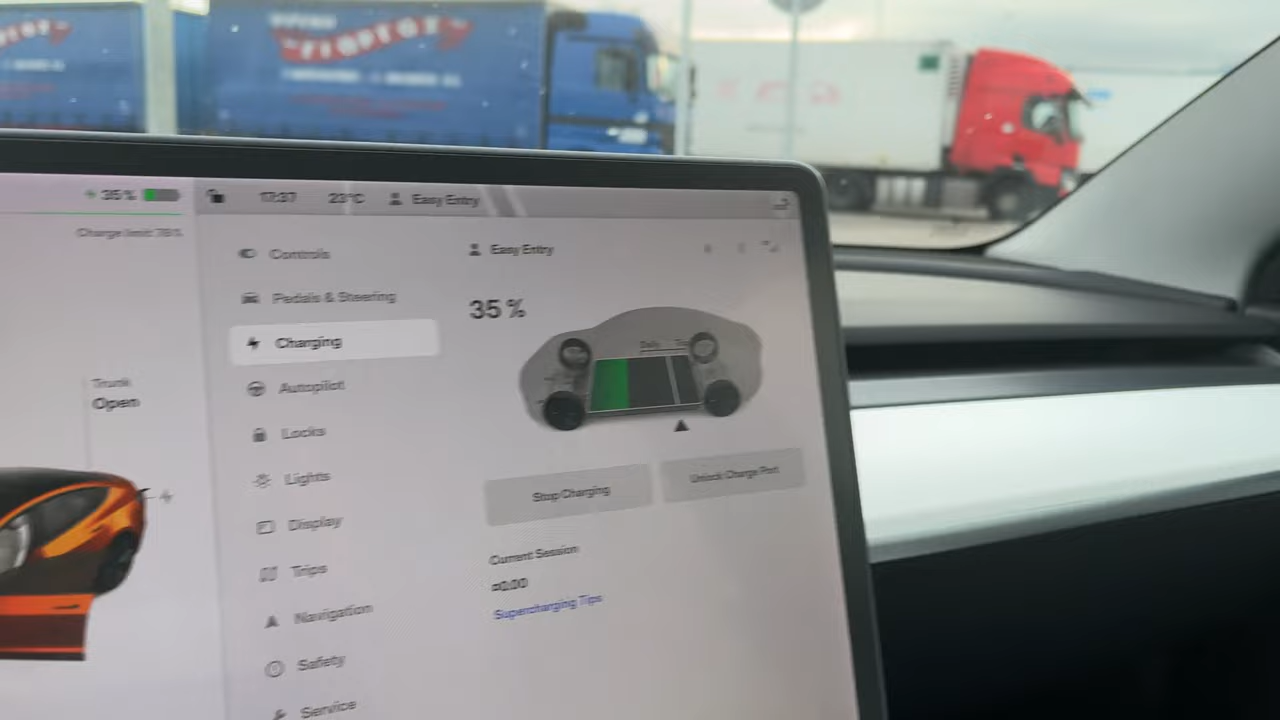 35%
17:37
23°C
Easy Entry
Charge limit: 78%
Controls
Easy Entry
Pedals & Steering
35 %
Charging
Daily
Autopilot
Trunk
Open
Locks
Lights
Stop Charging
Unlock Charge Port
Display
Current Session
Trips
Supercharging Tips
Navigation
Safety
Service